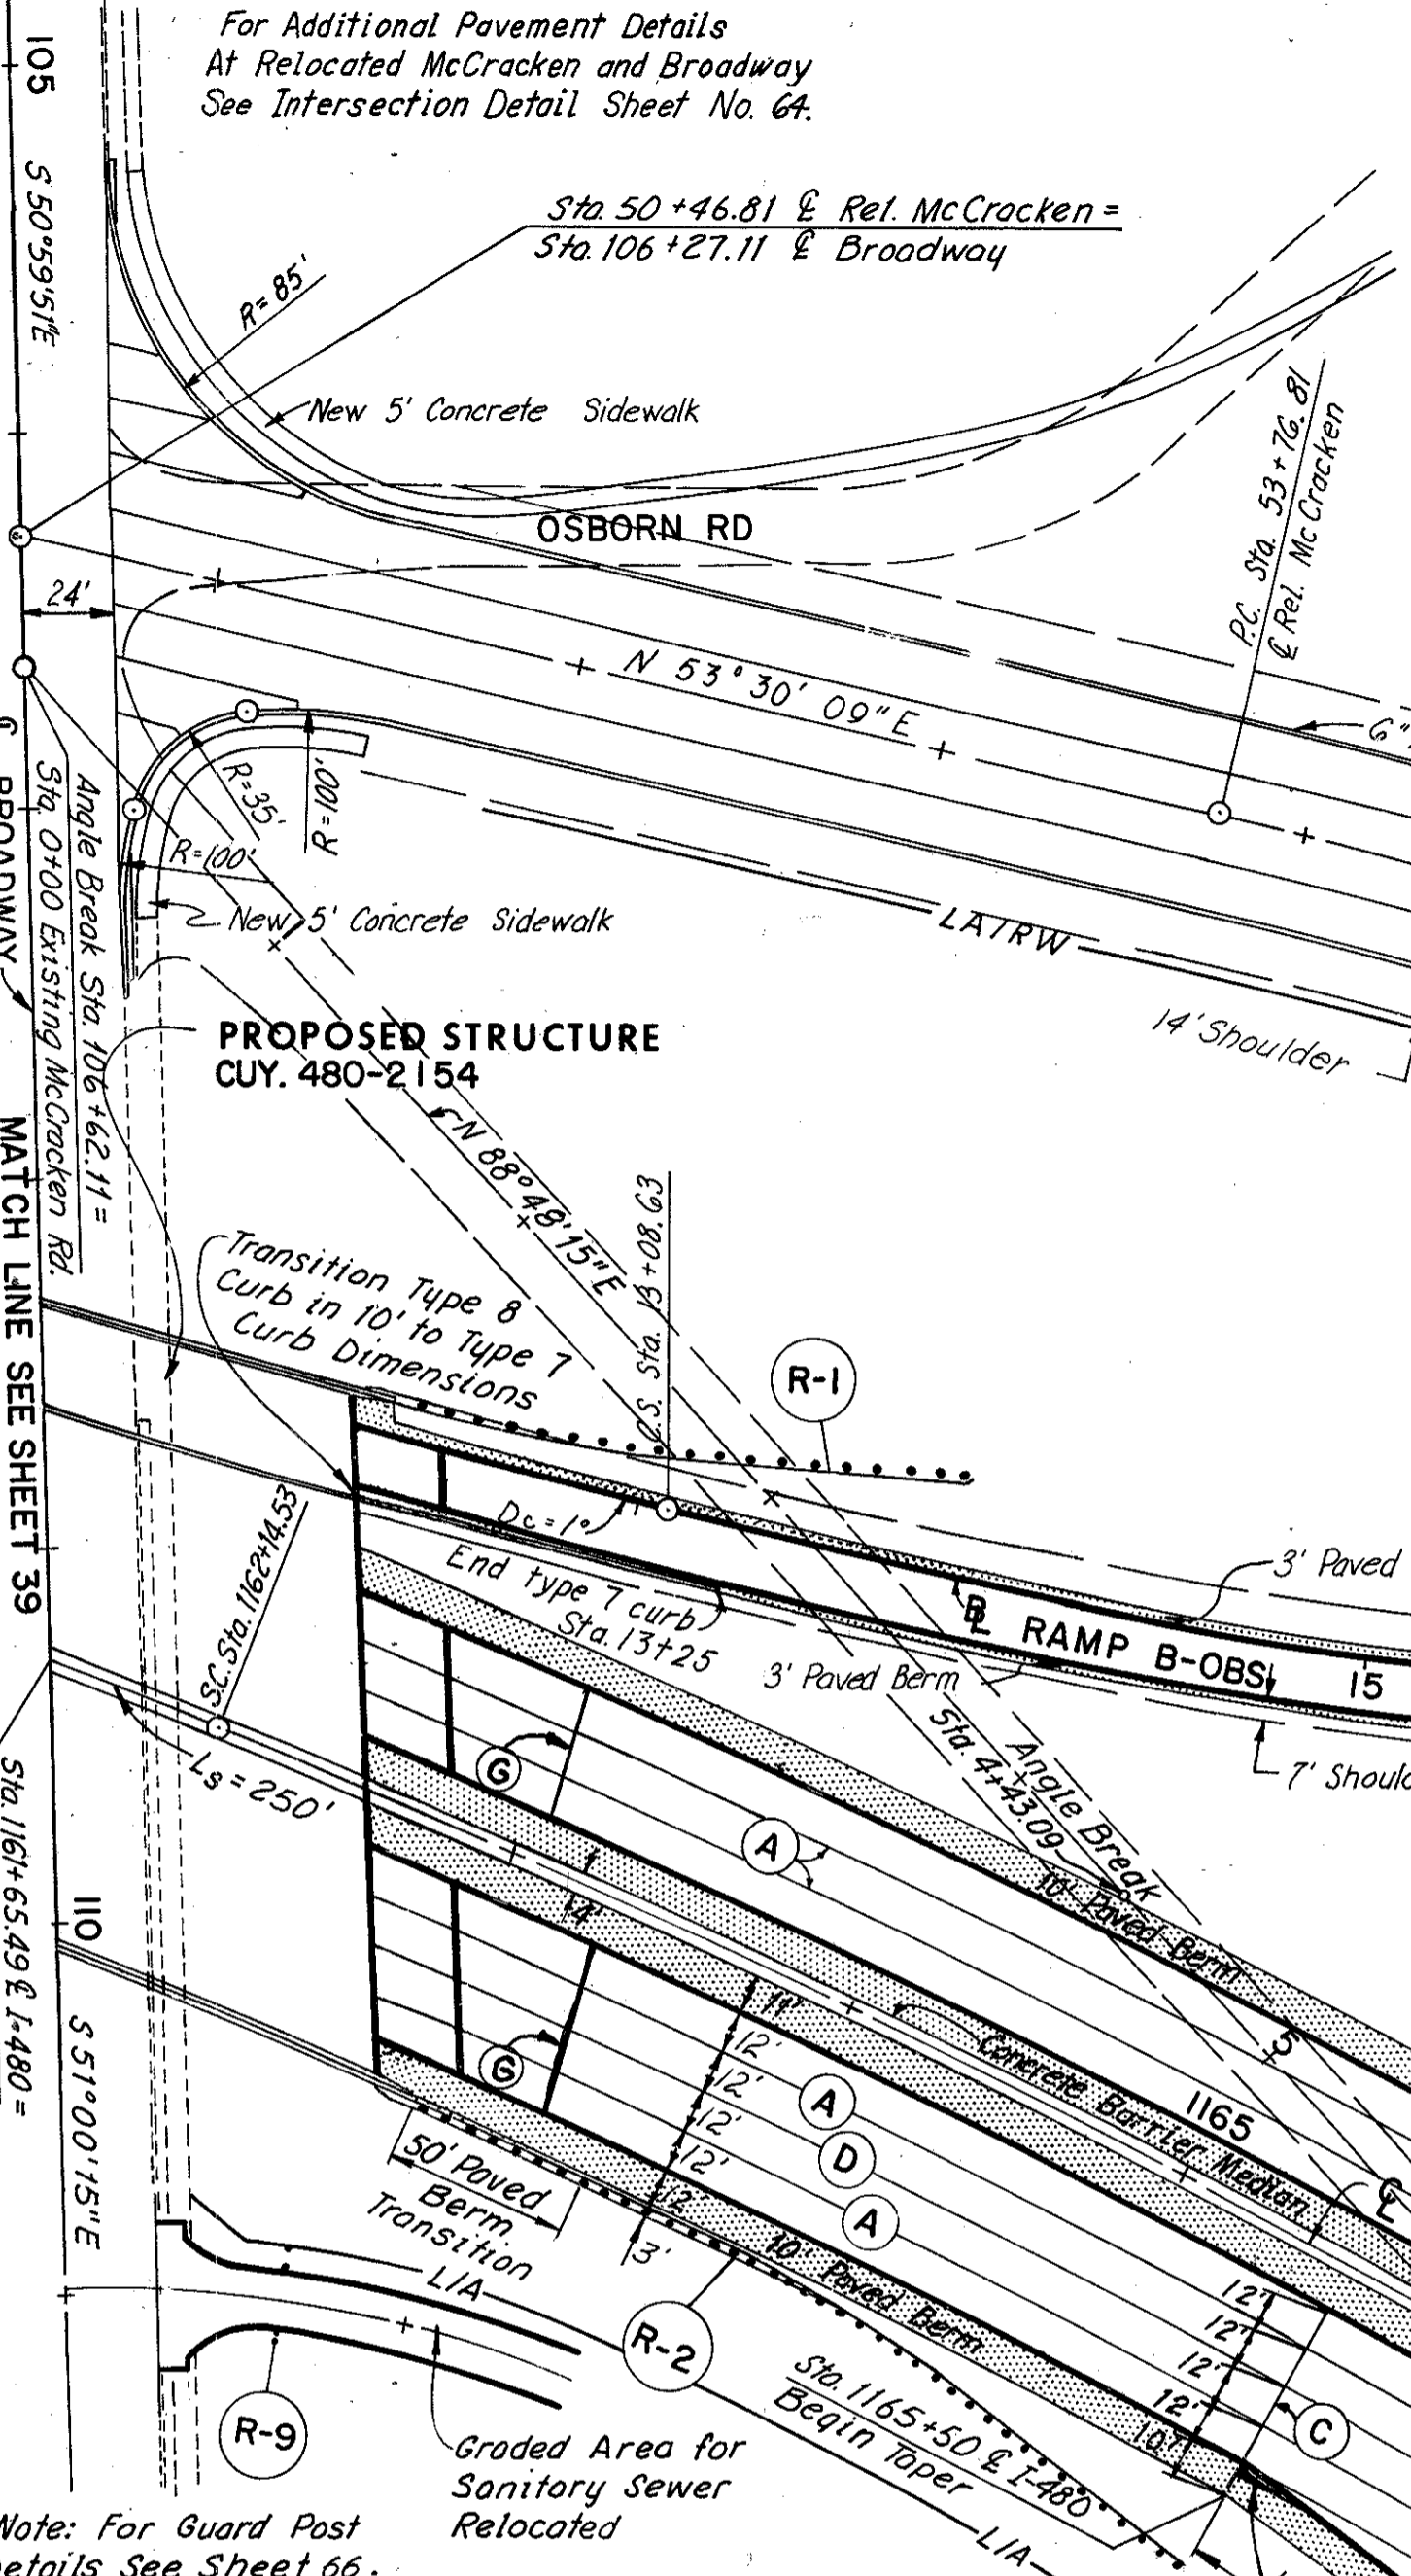 For Additional Pavement Details
At Relocated McCracken and Broadway
See Intersection Detail Sheet No. 64.
105
S 50°59'51"E
Sta. 50+46.81 ℄ Rel. McCracken =
Sta. 106+27.11 ℄ Broadway
R=85'
New 5' Concrete Sidewalk
OSBORN RD
P.C. Sta. 53+76.81
℄ Rel. McCracken
24'
N 53°30'09"E
6"
R=35'
R=100'
R=100'
New 5' Concrete Sidewalk
LA/RW
14' Shoulder
Angle Break Sta. 106+62.11 =
Sta. 0+00 Existing McCracken Rd.
BROADWAY
MATCH LINE SEE SHEET 39
PROPOSED STRUCTURE
CUY. 480-2154
N 88°48'15"E
Transition Type 8
Curb in 10' to Type 7
Curb Dimensions
C.S. Sta. 13+08.63
R-1
Dc=1°
End type 7 curb
Sta. 13+25
3' Paved
BL RAMP B-OBS
15
3' Paved Berm
7' Should
S.C. Sta. 1162+14.53
Ls = 250'
G
A
Angle Break
Sta. 4+43.09
10' Paved Berm
5
14'
11'
12'
12'
12'
12'
12'
3'
Concrete Barrier Median
1165
℄
G
A
D
A
110
S 51°00'15"E
Sta. 1161+65.49 ℄ I-480 =
50' Paved
Berm
Transition
L/A
10' Paved Berm
R-2
12'
12'
12'
12'
10'
C
Sta. 1165+50 ℄ I-480
Begin Taper
R-9
Graded Area for
Sanitary Sewer
Relocated
L/A
Note: For Guard Post
Details See Sheet 66.